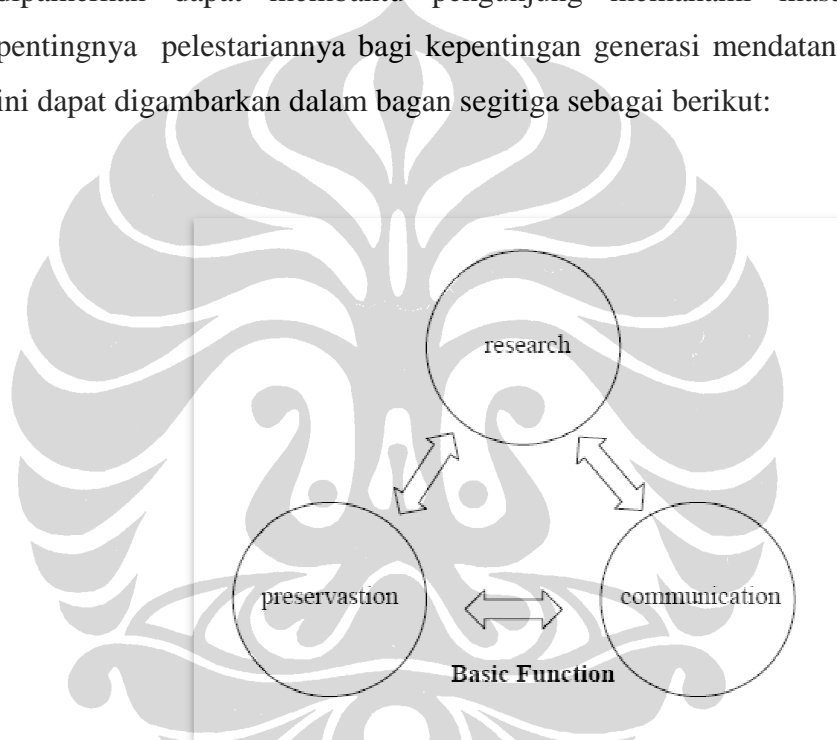 dapat membantu pengunjung memahami
pentingnya pelestariannya bagi kepentingan generasi mendatan
ini dapat digambarkan dalam bagan segitiga sebagai berikut:
research
preservastion
communication
Basic Function